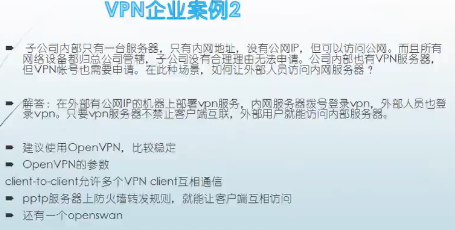 VPN企业案例2
子公司内部只有一台服务器，只有内网地址，没有公网IP，但可以访问公网。而且所有
网络设备都归总公司管辖，子公司没有合理理由无法申请。公司内部也有VPN服务器，
但VPN帐号也需要申请。在此种场景，如何让外部人员访问内网服务器？
解答：在外部有公网IP的机器上部署vpn服务，内网服务器拨号登录vpn，外部人员也登
录vpn。只要vpn服务器不禁止客户端互联，外部用户就能访问内部服务器。
建议使用OpenVPN，比较稳定
OpenVPN的参数
client-to-client允许多个VPN client互相通信
pptp服务器上防火墙转发规则，就能让客户端互相访问
还有一个openswan